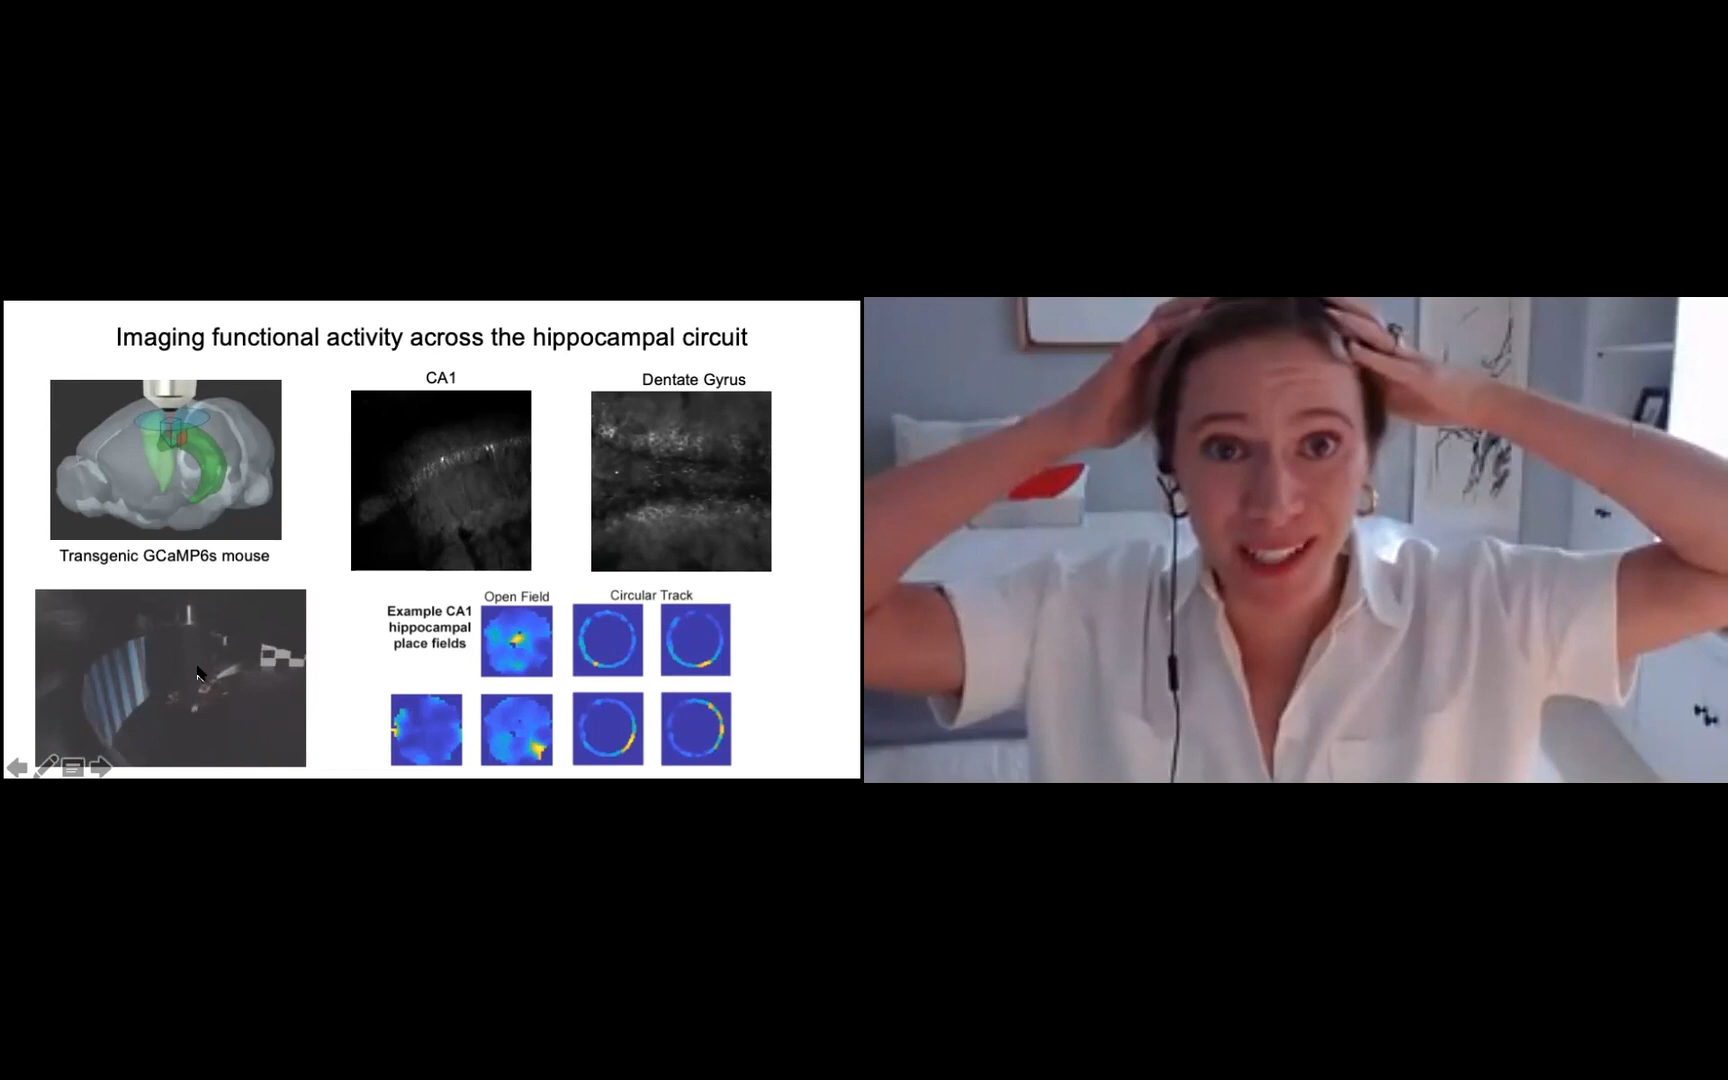 Imaging functional activity across the hippocampal circuit
CA1
Dentate Gyrus
Transgenic GCaMP6s mouse
Open Field
Circular Track
Example CA1
hippocampal
place fields